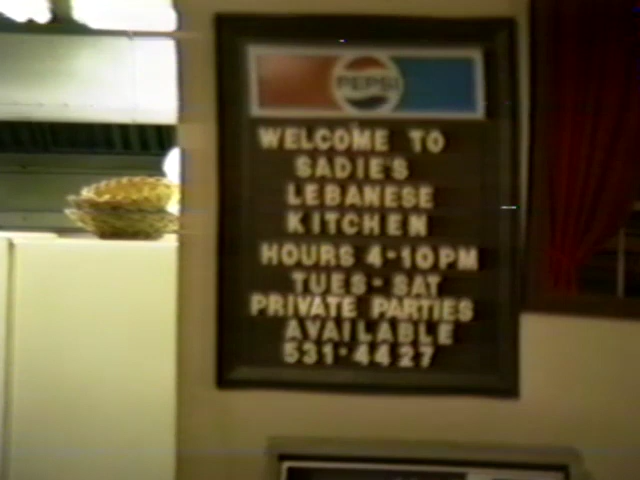 PEPSI
WELCOME TO
SADIE'S
LEBANESE
KITCHEN
HOURS 4-10PM
TUES-SAT
PRIVATE PARTIES
AVAILABLE
531-4427